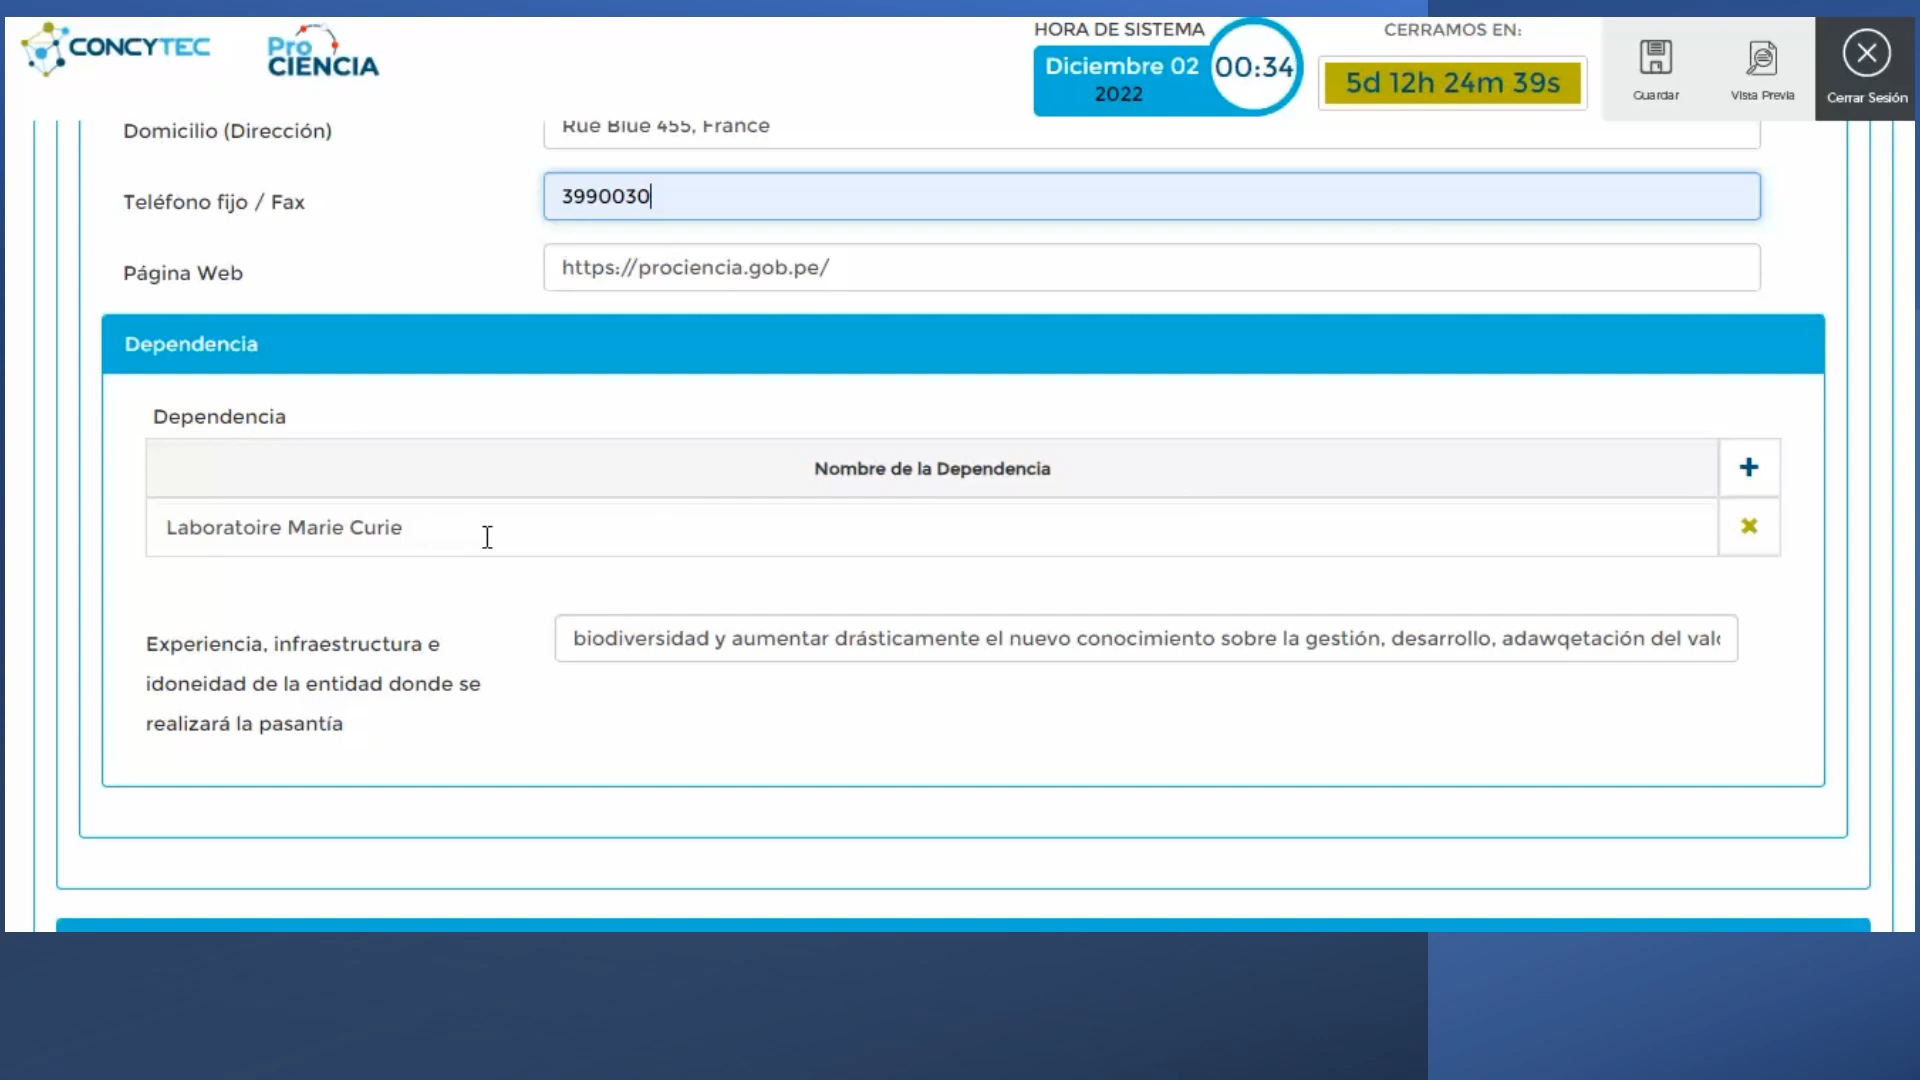 CONCYTEC
Pro
CIENCIA
HORA DE SISTEMA
Diciembre 02
2022
00:34
CERRAMOS EN:
5d 12h 24m 39s
Guardar
Vista Previa
Cerrar Sesión
Domicilio (Dirección)
Rue Blue 455, France
Teléfono fijo / Fax
3990030
Página Web
https://prociencia.gob.pe/
Dependencia
Dependencia
Nombre de la Dependencia
Laboratoire Marie Curie
Experiencia, infraestructura e
idoneidad de la entidad donde se
realizará la pasantía
biodiversidad y aumentar drásticamente el nuevo conocimiento sobre la gestión, desarrollo, adawqetación del